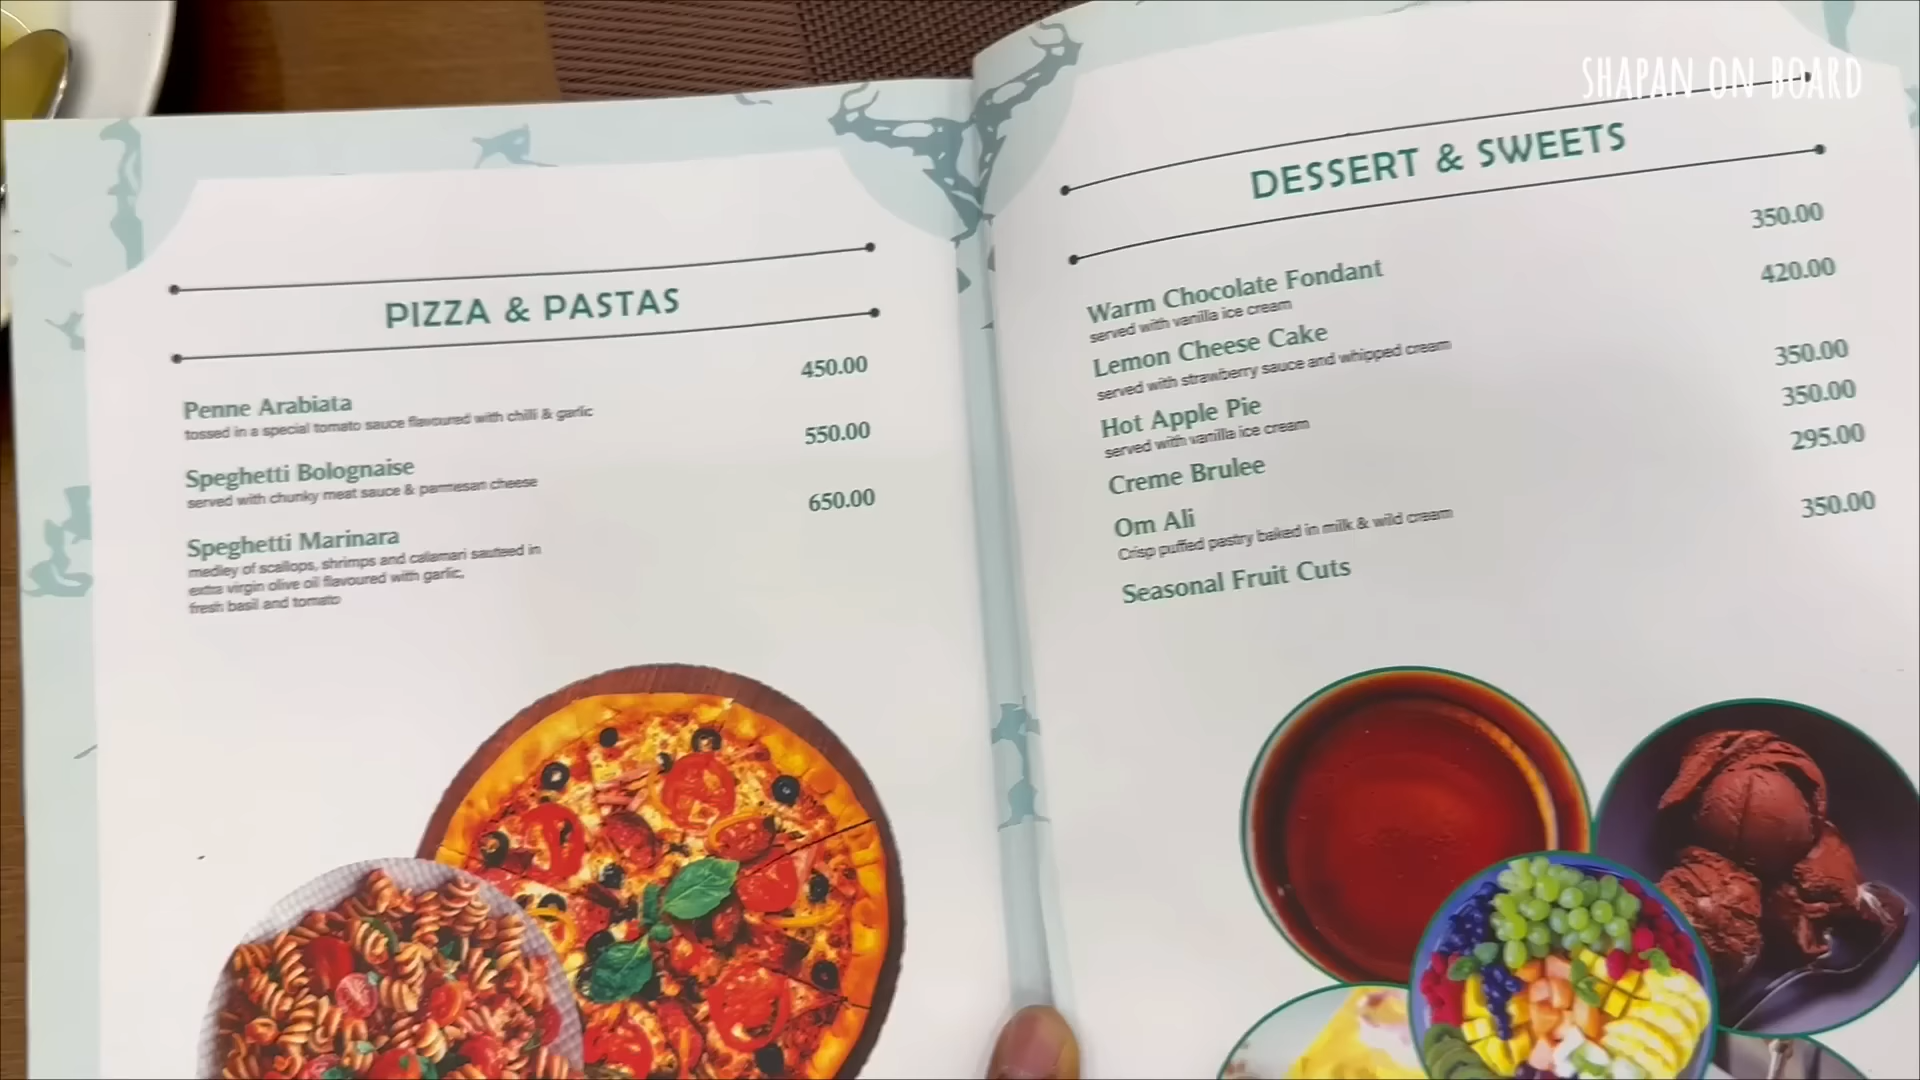 SHAPAN ON BOARD
PIZZA & PASTAS
450.00
Penne Arabiata
tossed in a special tomato sauce flavoured with chilli & garlic
550.00
Speghetti Bolognaise
served with chunky meat sauce & parmesan cheese
650.00
Speghetti Marinara
medley of scallops, shrimps and calamari sauteed in
extra virgin olive oil flavoured with garlic,
fresh basil and tomato
DESSERT & SWEETS
350.00
Warm Chocolate Fondant
served with vanilla ice cream
420.00
Lemon Cheese Cake
served with strawberry sauce and whipped cream
350.00
Hot Apple Pie
served with vanilla ice cream
350.00
Creme Brulee
295.00
Om Ali
Crisp puffed pastry baked in milk & wild cream
350.00
Seasonal Fruit Cuts